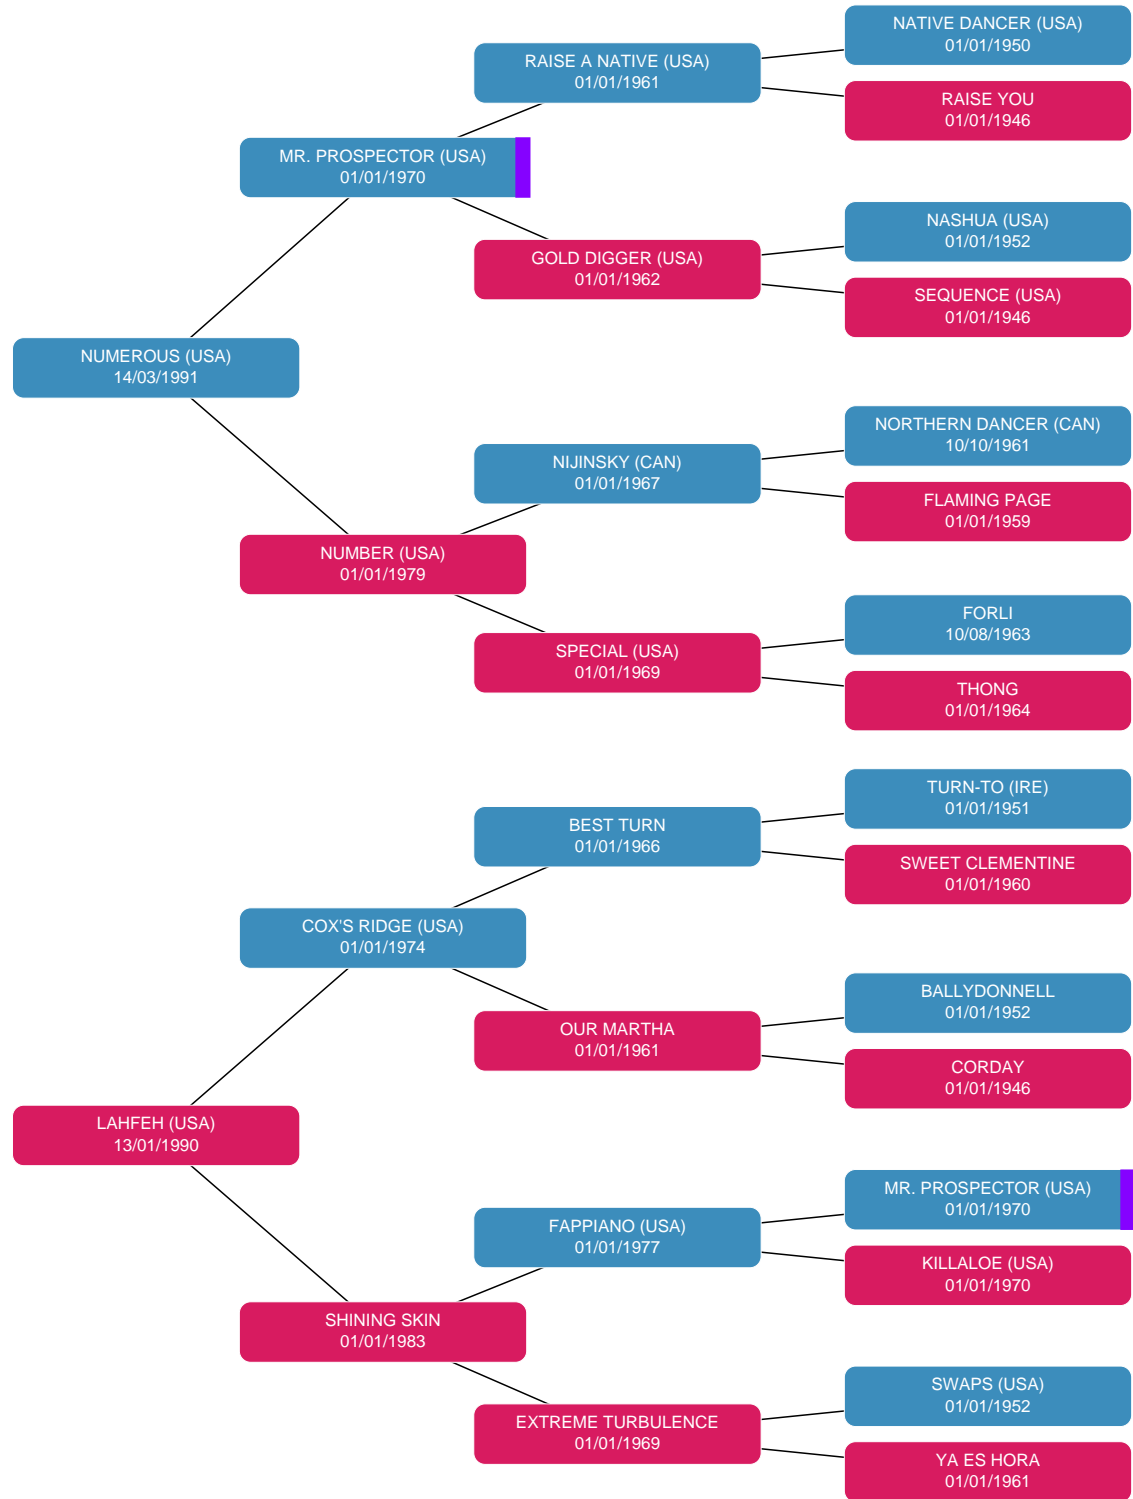 NATIVE DANCER (USA)
01/01/1950
RAISE A NATIVE (USA)
01/01/1961
RAISE YOU
01/01/1946
MR. PROSPECTOR (USA)
01/01/1970
NASHUA (USA)
01/01/1952
GOLD DIGGER (USA)
01/01/1962
SEQUENCE (USA)
01/01/1946
NUMEROUS (USA)
14/03/1991
NORTHERN DANCER (CAN)
10/10/1961
NIJINSKY (CAN)
01/01/1967
FLAMING PAGE
01/01/1959
NUMBER (USA)
01/01/1979
FORLI
10/08/1963
SPECIAL (USA)
01/01/1969
THONG
01/01/1964
TURN-TO (IRE)
01/01/1951
BEST TURN
01/01/1966
SWEET CLEMENTINE
01/01/1960
COX'S RIDGE (USA)
01/01/1974
BALLYDONNELL
01/01/1952
OUR MARTHA
01/01/1961
CORDAY
01/01/1946
LAHFEH (USA)
13/01/1990
MR. PROSPECTOR (USA)
01/01/1970
FAPPIANO (USA)
01/01/1977
KILLALOE (USA)
01/01/1970
SHINING SKIN
01/01/1983
SWAPS (USA)
01/01/1952
EXTREME TURBULENCE
01/01/1969
YA ES HORA
01/01/1961